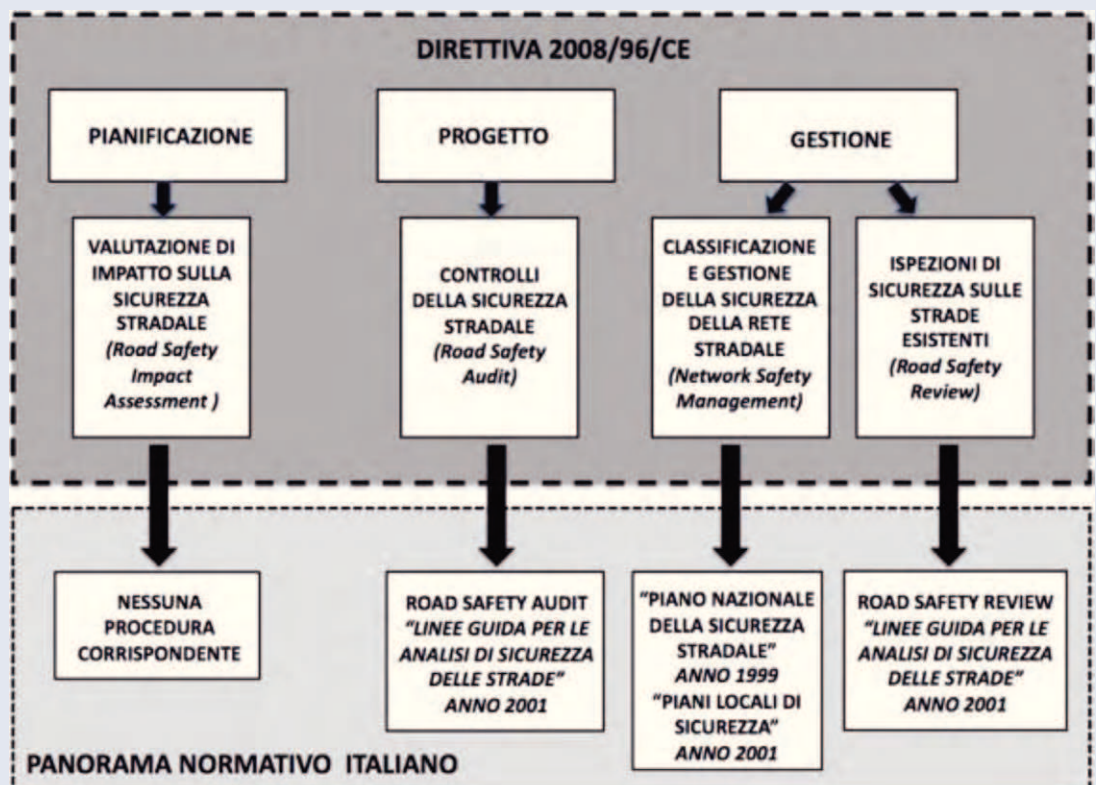 DIRETTIVA 2008/96/CE
PIANIFICAZIONE
PROGETTO
GESTIONE
VALUTAZIONE DI
IMPATTO SULLA
SICUREZZA
STRADALE
(Road Safety
Impact
Assessment )
CONTROLLI
DELLA SICUREZZA
STRADALE
(Road Safety
Audit)
CLASSIFICAZIONE
E GESTIONE
DELLA SICUREZZA
DELLA RETE
STRADALE
(Network Safety
Management)
ISPEZIONI DI
SICUREZZA SULLE
STRADE
ESISTENTI
(Road Safety
Review)
NESSUNA
PROCEDURA
CORRISPONDENTE
ROAD SAFETY AUDIT
"LINEE GUIDA PER LE
ANALISI DI SICUREZZA
DELLE STRADE"
ANNO 2001
"PIANO NAZIONALE
DELLA SICUREZZA
STRADALE"
ANNO 1999
"PIANI LOCALI DI
SICUREZZA"
ANNO 2001
ROAD SAFETY REVIEW
"LINEE GUIDA PER LE
ANALISI DI SICUREZZA
DELLE STRADE"
ANNO 2001
PANORAMA NORMATIVO ITALIANO